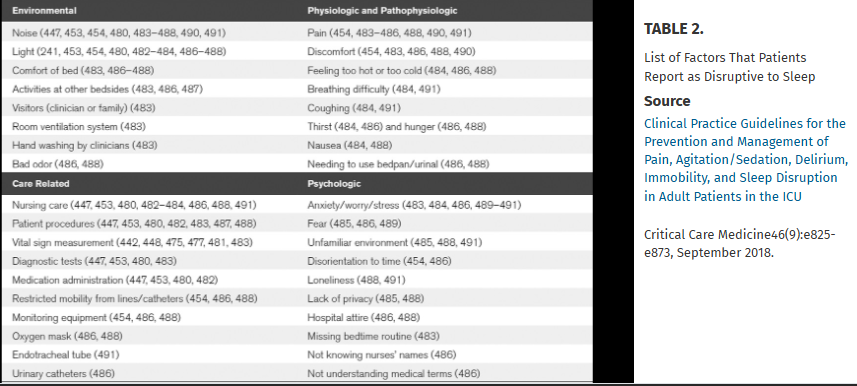 Environmental Physiologic and Pathophysiologic
Noise (447, 453, 454, 480, 483–488, 490, 491) Pain (454, 483–486, 488, 490, 491)
Light (241, 453, 454, 480, 482–484, 486–488) Discomfort (454, 483, 486, 488, 490)
Comfort of bed (483, 486–488) Feeling too hot or too cold (484, 486, 488)
Activities at other bedsides (483, 486, 487) Breathing difficulty (484, 491)
Visitors (clinician or family) (483) Coughing (484, 491)
Room ventilation system (483) Thirst (484, 486) and hunger (486, 488)
Hand washing by clinicians (483) Nausea (484, 488)
Bad odor (486, 488) Needing to use bedpan/urinal (486, 488)
Care Related Psychologic
Nursing care (447, 453, 480, 482–484, 486, 488, 491) Anxiety/worry/stress (483, 484, 486, 489–491)
Patient procedures (447, 453, 480, 482, 483, 487, 488) Fear (485, 486, 489)
Vital sign measurement (442, 448, 475, 477, 481, 483) Unfamiliar environment (485, 488, 491)
Diagnostic tests (447, 453, 480, 483) Disorientation to time (454, 486)
Medication administration (447, 453, 480, 482) Loneliness (488, 491)
Restricted mobility from lines/catheters (454, 486, 488) Lack of privacy (485, 488)
Monitoring equipment (454, 486, 488) Hospital attire (486, 488)
Oxygen mask (486, 488) Missing bedtime routine (483)
Endotracheal tube (491) Not knowing nurses' names (486)
Urinary catheters (486) Not understanding medical terms (486)
TABLE 2.
List of Factors That Patients
Report as Disruptive to Sleep
Source
Clinical Practice Guidelines for the
Prevention and Management of
Pain, Agitation/Sedation, Delirium,
Immobility, and Sleep Disruption
in Adult Patients in the ICU
Critical Care Medicine46(9):e825-
e873, September 2018.